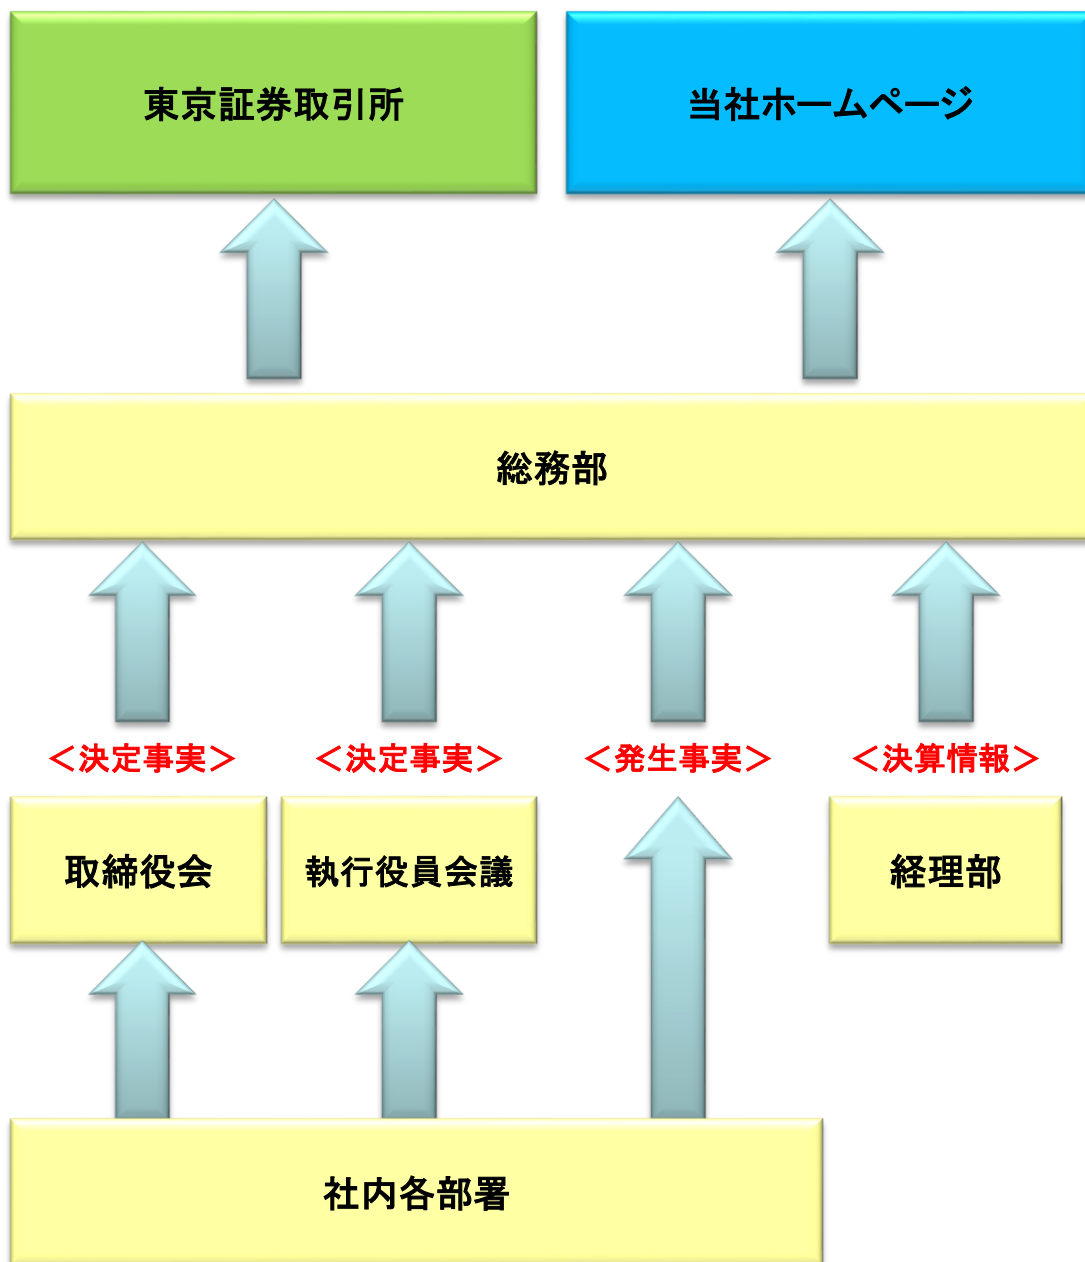 東京証券取引所
当社ホームページ
総務部
＜決定事実＞
＜決定事実＞
＜発生事実＞
＜決算情報＞
取締役会
執行役員会議
経理部
社内各部署